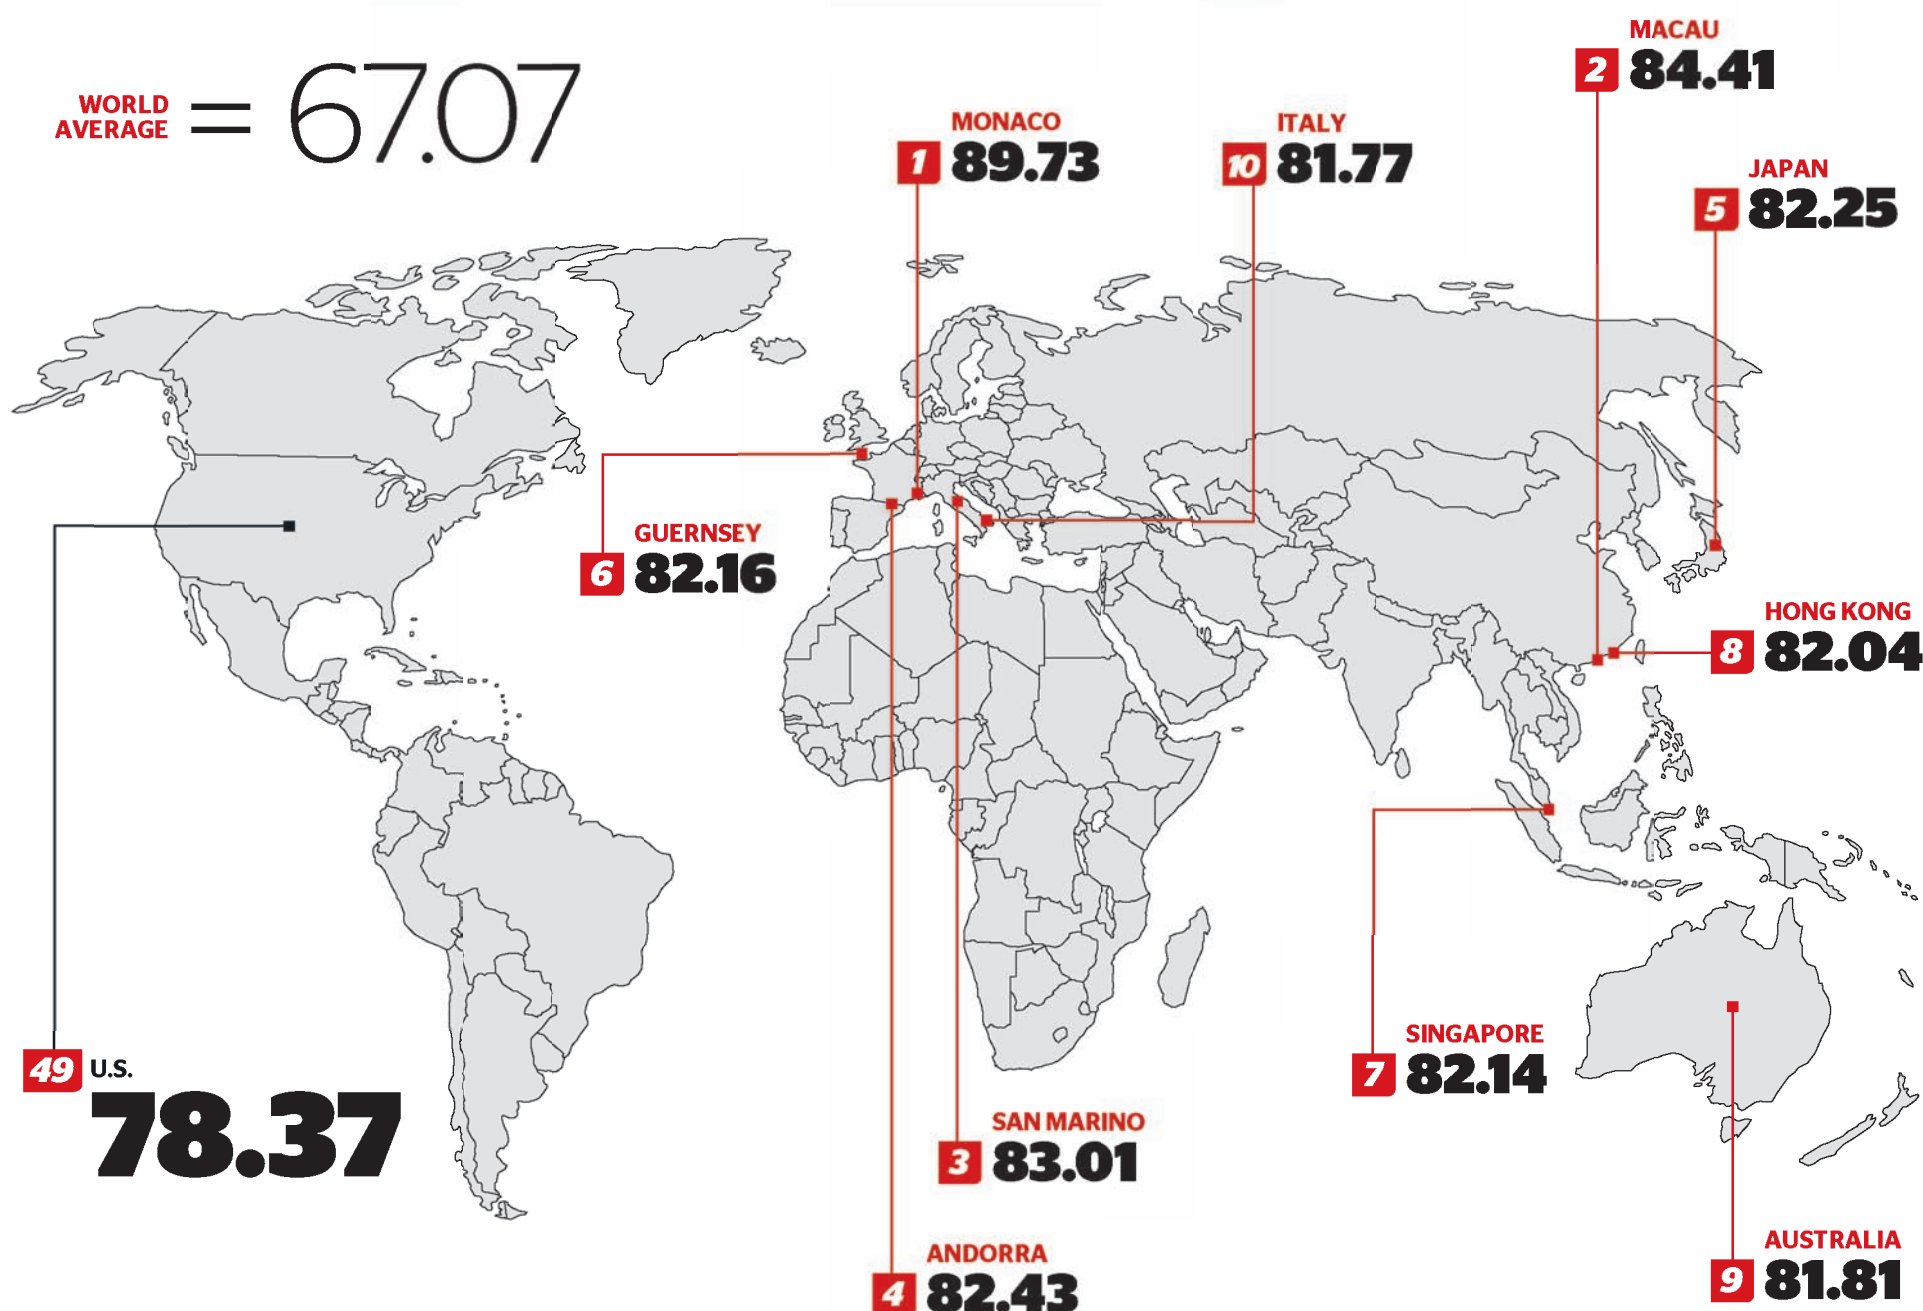 WORLD
AVERAGE = 67.07
MACAU
2 84.41
MONACO
1 89.73
ITALY
10 81.77
JAPAN
5 82.25
GUERNSEY
6 82.16
HONG KONG
8 82.04
49 U.S.
78.37
SINGAPORE
7 82.14
SAN MARINO
3 83.01
ANDORRA
4 82.43
AUSTRALIA
9 81.81